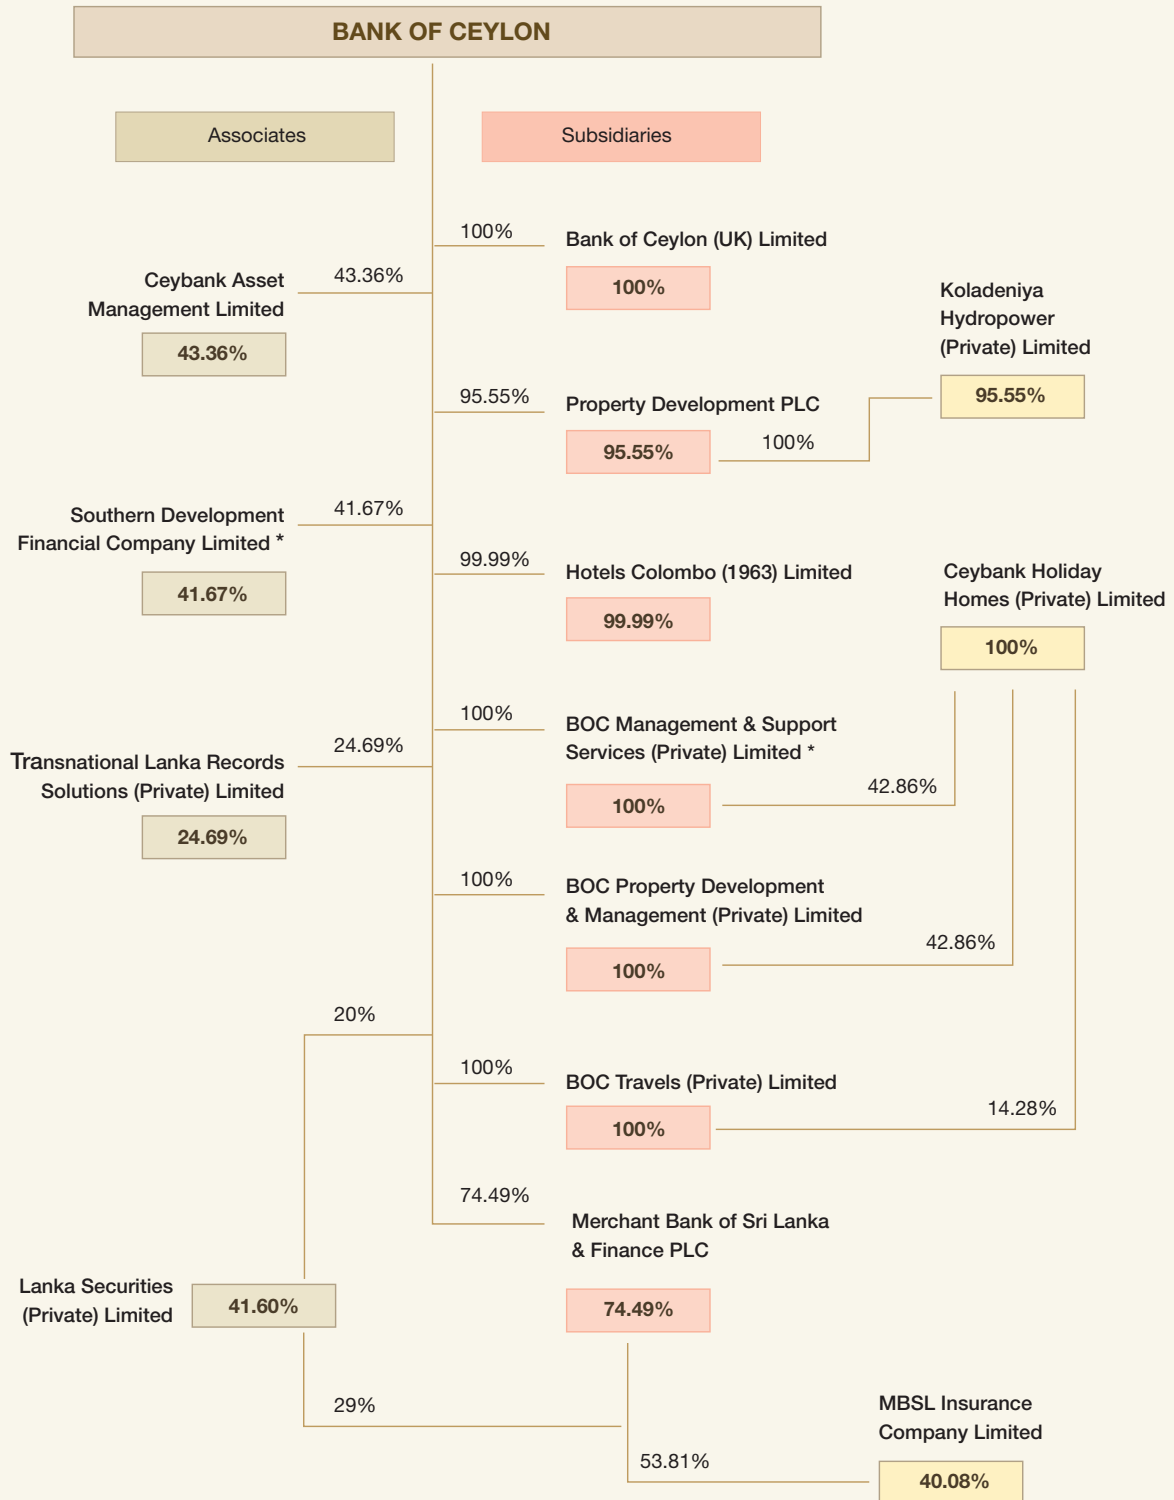 BANK OF CEYLON
Associates
Subsidiaries
100%
Bank of Ceylon (UK) Limited
100%
Ceybank Asset
Management Limited
43.36%
43.36%
Koladeniya
Hydropower
(Private) Limited
95.55%
95.55%
Property Development PLC
95.55%
100%
Southern Development
Financial Company Limited *
41.67%
41.67%
99.99%
Hotels Colombo (1963) Limited
99.99%
Ceybank Holiday
Homes (Private) Limited
100%
100%
BOC Management & Support
Services (Private) Limited *
100%
42.86%
Transnational Lanka Records
Solutions (Private) Limited
24.69%
24.69%
100%
BOC Property Development
& Management (Private) Limited
100%
42.86%
20%
100%
BOC Travels (Private) Limited
100%
14.28%
74.49%
Merchant Bank of Sri Lanka
& Finance PLC
74.49%
Lanka Securities
(Private) Limited
41.60%
29%
53.81%
MBSL Insurance
Company Limited
40.08%